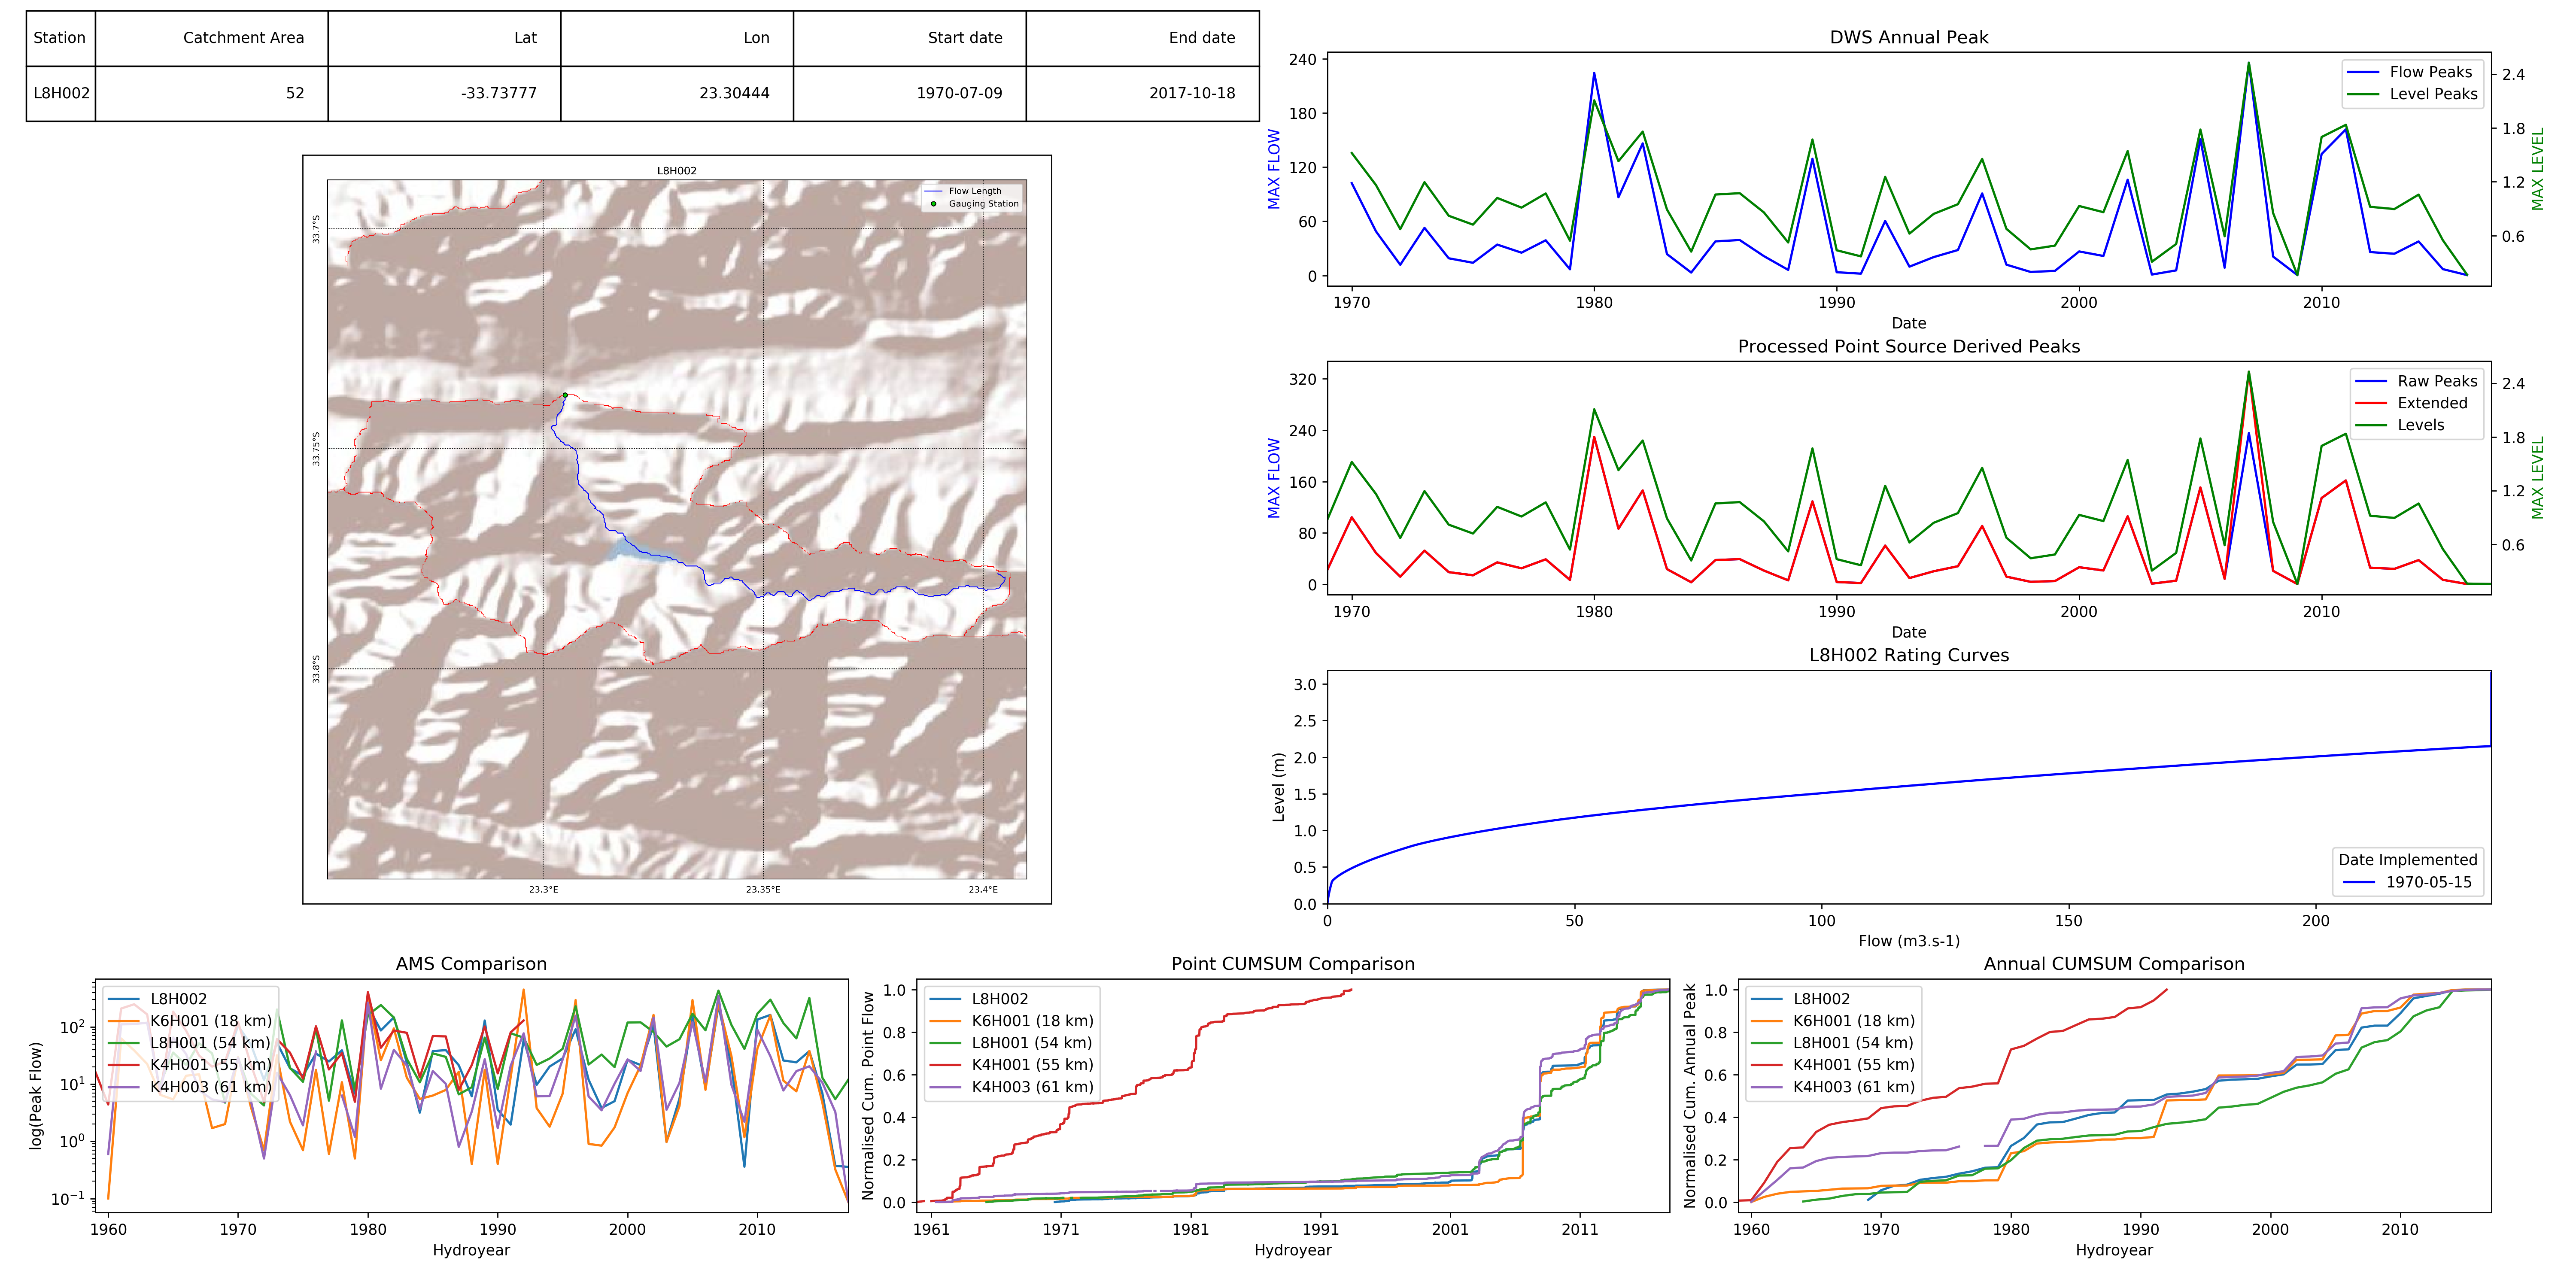 Station Catchment Area Lat Lon Start date End date
L8H002 52 -33.73777 23.30444 1970-07-09 2017-10-18
L8H002
Flow Length
Gauging Station
33.7°S
33.75°S
33.8°S
23.3°E 23.35°E 23.4°E
DWS Annual Peak
MAX FLOW
240
180
120
60
0
Flow Peaks
Level Peaks
2.4
1.8
1.2
0.6
MAX LEVEL
1970 1980 1990 2000 2010
Date
Processed Point Source Derived Peaks
MAX FLOW
320
240
160
80
0
Raw Peaks
Extended
Levels
2.4
1.8
1.2
0.6
MAX LEVEL
1970 1980 1990 2000 2010
Date
L8H002 Rating Curves
Level (m)
3.0
2.5
2.0
1.5
1.0
0.5
0.0
Date Implemented
1970-05-15
0 50 100 150 200
Flow (m3.s-1)
AMS Comparison
log(Peak Flow)
10²
10¹
10⁰
10⁻¹
L8H002
K6H001 (18 km)
L8H001 (54 km)
K4H001 (55 km)
K4H003 (61 km)
1960 1970 1980 1990 2000 2010
Hydroyear
Point CUMSUM Comparison
Normalised Cum. Point Flow
1.0
0.8
0.6
0.4
0.2
0.0
L8H002
K6H001 (18 km)
L8H001 (54 km)
K4H001 (55 km)
K4H003 (61 km)
1961 1971 1981 1991 2001 2011
Hydroyear
Annual CUMSUM Comparison
Normalised Cum. Annual Peak
1.0
0.8
0.6
0.4
0.2
0.0
L8H002
K6H001 (18 km)
L8H001 (54 km)
K4H001 (55 km)
K4H003 (61 km)
1960 1970 1980 1990 2000 2010
Hydroyear